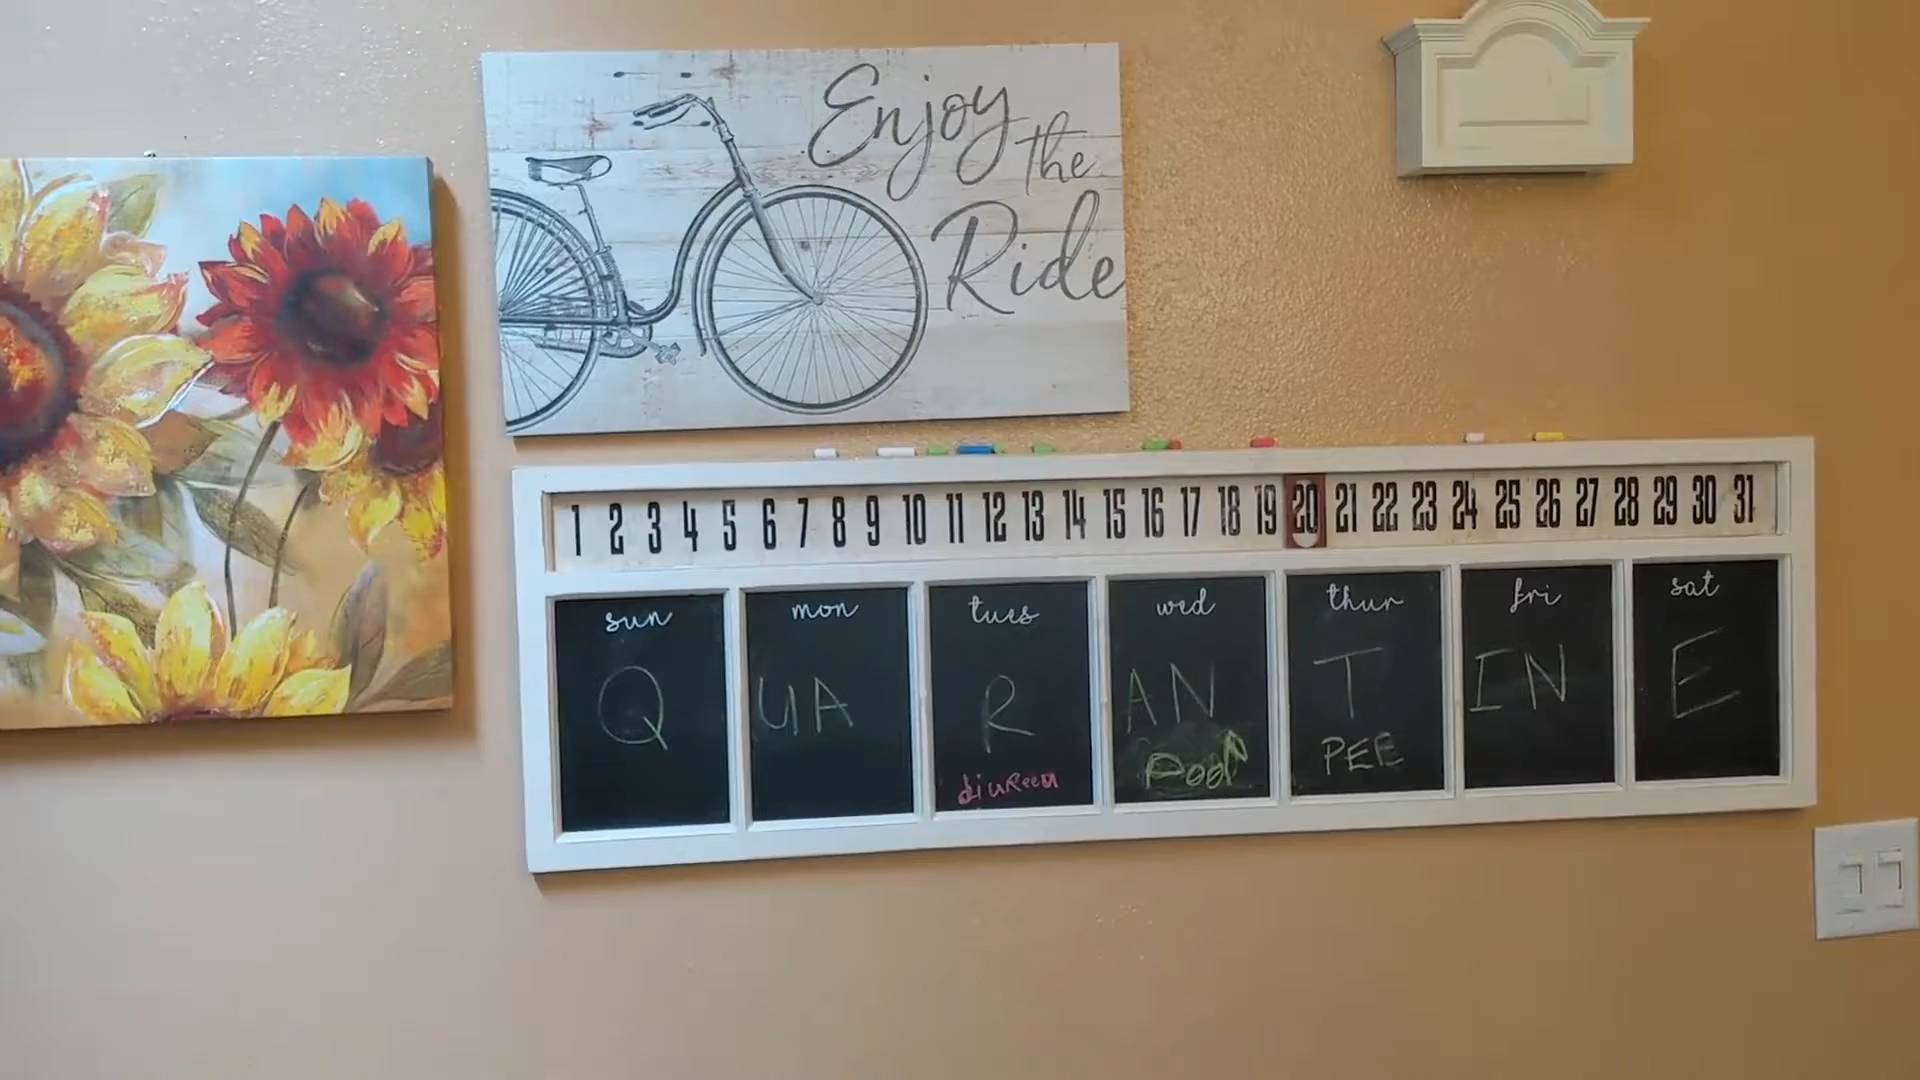 Enjoy
the
Ride
1 2 3 4 5 6 7 8 9 10 11 12 13 14 15 16 17 18 19 20 21 22 23 24 25 26 27 28 29 30 31
sun mon tues wed thur fri sat
Q UA R AN T IN E
diureea Poop PEE